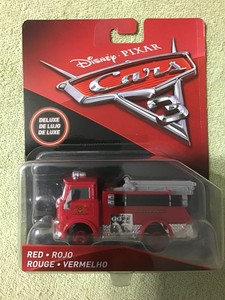 Disney · PIXAR
Cars
3
DELUXE
DE LUJO
DE LUXE
RED • ROJO
ROUGE • VERMELHO